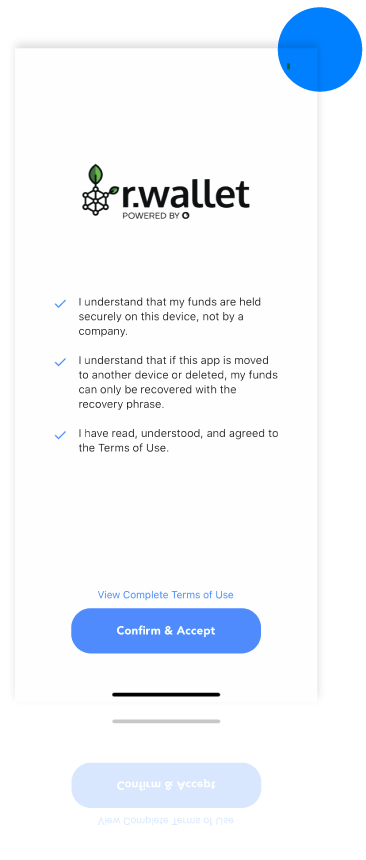 r.wallet
POWERED BY
I understand that my funds are held
securely on this device, not by a
company.
I understand that if this app is moved
to another device or deleted, my funds
can only be recovered with the
recovery phrase.
I have read, understood, and agreed to
the Terms of Use.
View Complete Terms of Use
Confirm & Accept
Confirm & Accept
View Complete Terms of Use